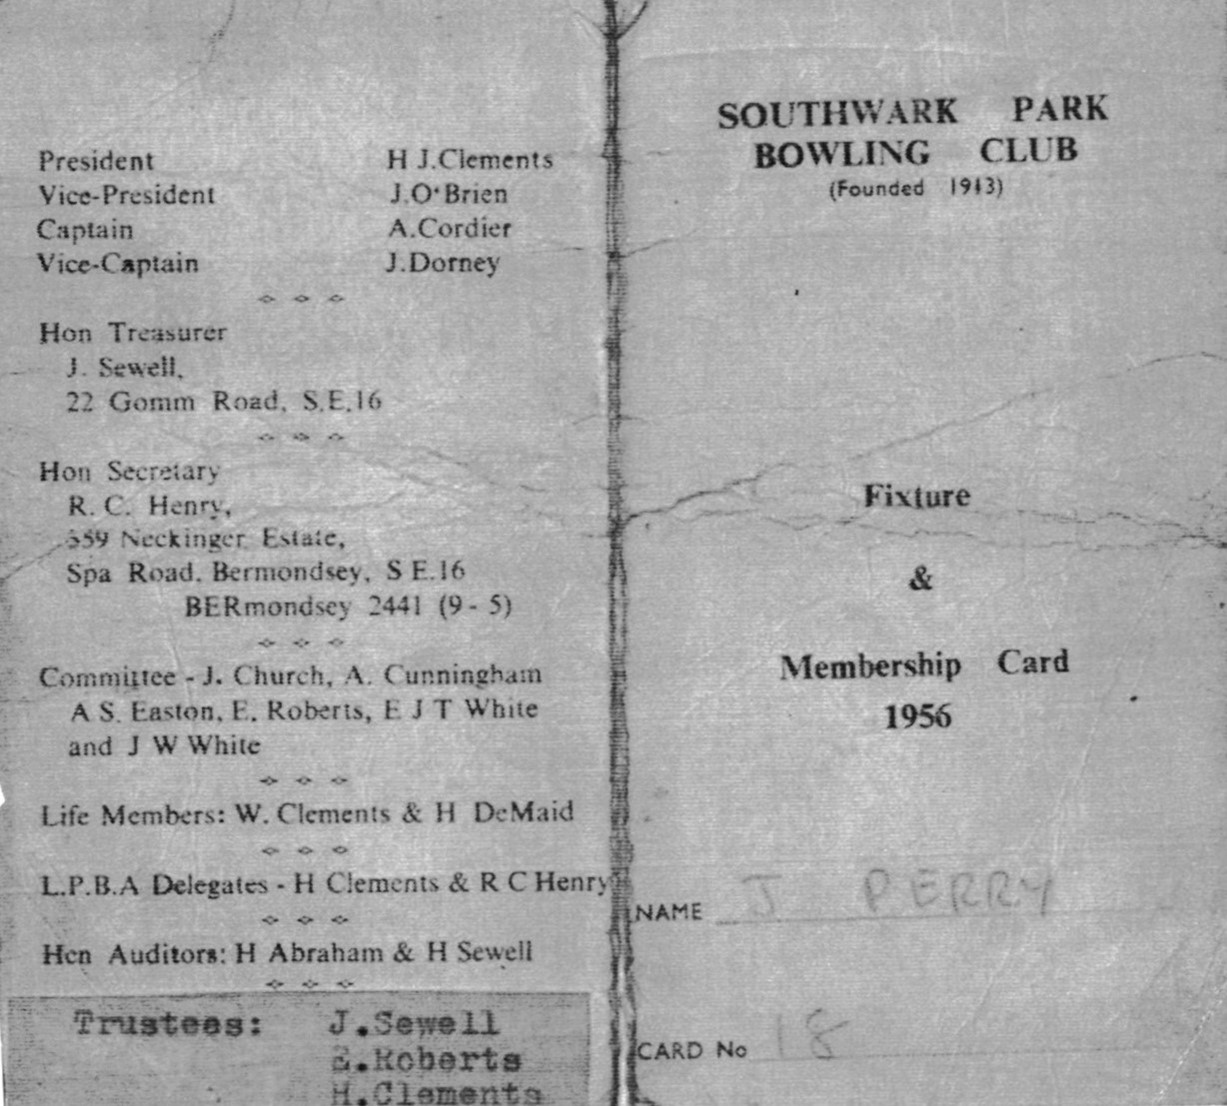 President H J.Clements
Vice-President J.O'Brien
Captain A.Cordier
Vice-Captain J.Dorney
Hon Treasurer
J. Sewell,
22 Gomm Road, S.E.16
Hon Secretary
R. C. Henry,
359 Neckinger Estate,
Spa Road, Bermondsey, S E.16
BERmondsey 2441 (9 - 5)
Committee - J. Church, A. Cunningham
A S. Easton, E. Roberts, E J T White
and J W White
Life Members: W. Clements & H DeMaid
L.P.B.A Delegates - H Clements & R C Henry
Hon Auditors: H Abraham & H Sewell
Trustees: J.Sewell
E.Roberts
H.Clements
SOUTHWARK PARK
BOWLING CLUB
(Founded 1913)
Fixture
&
Membership Card
1956
NAME J PERRY
CARD No 18